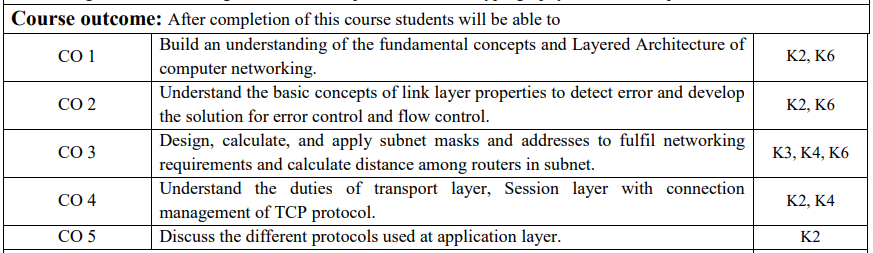 Course outcome: After completion of this course students will be able to
CO 1
Build an understanding of the fundamental concepts and Layered Architecture of
computer networking.
K2, K6
CO 2
Understand the basic concepts of link layer properties to detect error and develop
the solution for error control and flow control.
K2, K6
CO 3
Design, calculate, and apply subnet masks and addresses to fulfil networking
requirements and calculate distance among routers in subnet.
K3, K4, K6
CO 4
Understand the duties of transport layer, Session layer with connection
management of TCP protocol.
K2, K4
CO 5
Discuss the different protocols used at application layer.
K2